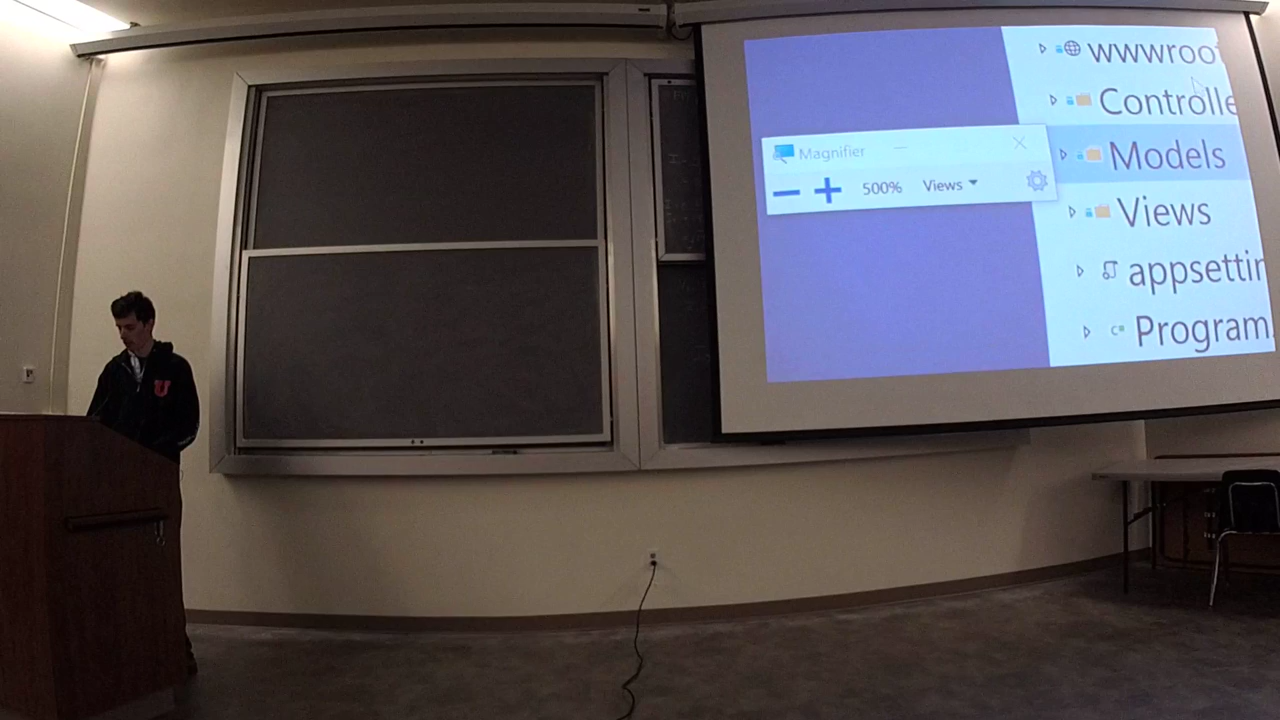 wwwroot
Controlle
Magnifier
Models
500% Views
Views
appsettin
C# Program.
U